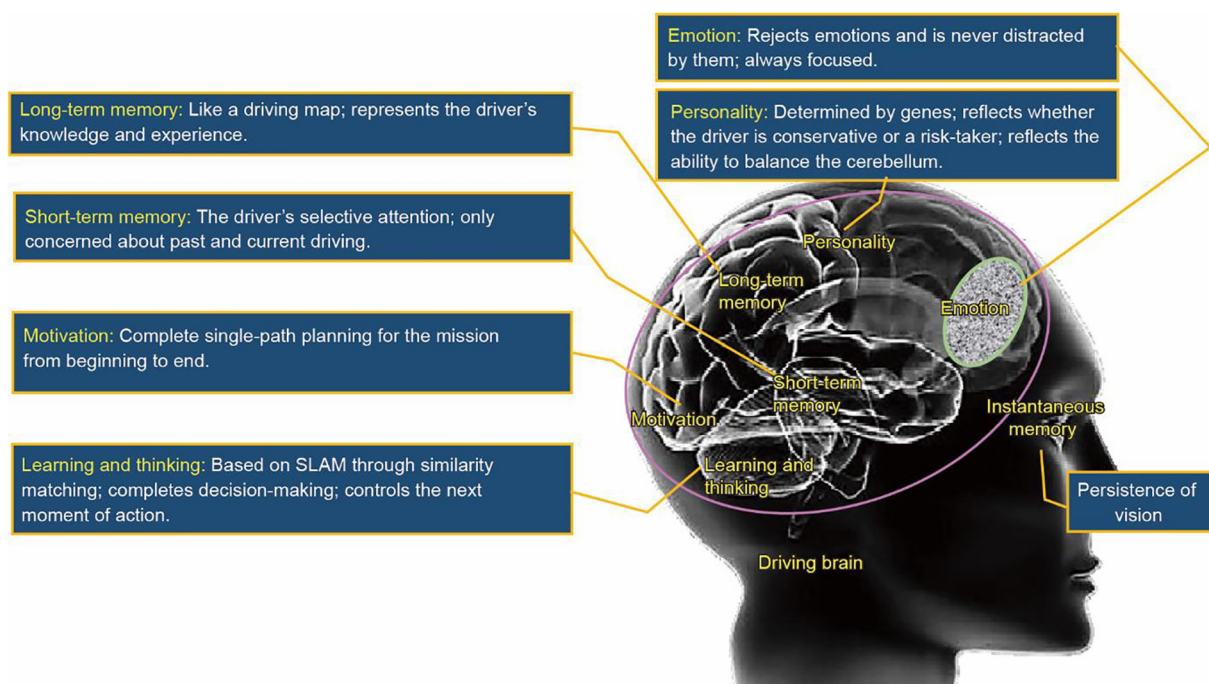 Emotion: Rejects emotions and is never distracted
by them; always focused.
Long-term memory: Like a driving map; represents the driver's
knowledge and experience.
Personality: Determined by genes; reflects whether
the driver is conservative or a risk-taker; reflects the
ability to balance the cerebellum.
Short-term memory: The driver's selective attention; only
concerned about past and current driving.
Motivation: Complete single-path planning for the mission
from beginning to end.
Learning and thinking: Based on SLAM through similarity
matching; completes decision-making; controls the next
moment of action.
Personality
Long-term
memory
Emotion
Short-term
memory
Motivation
Instantaneous
memory
Learning and
thinking
Persistence of
vision
Driving brain